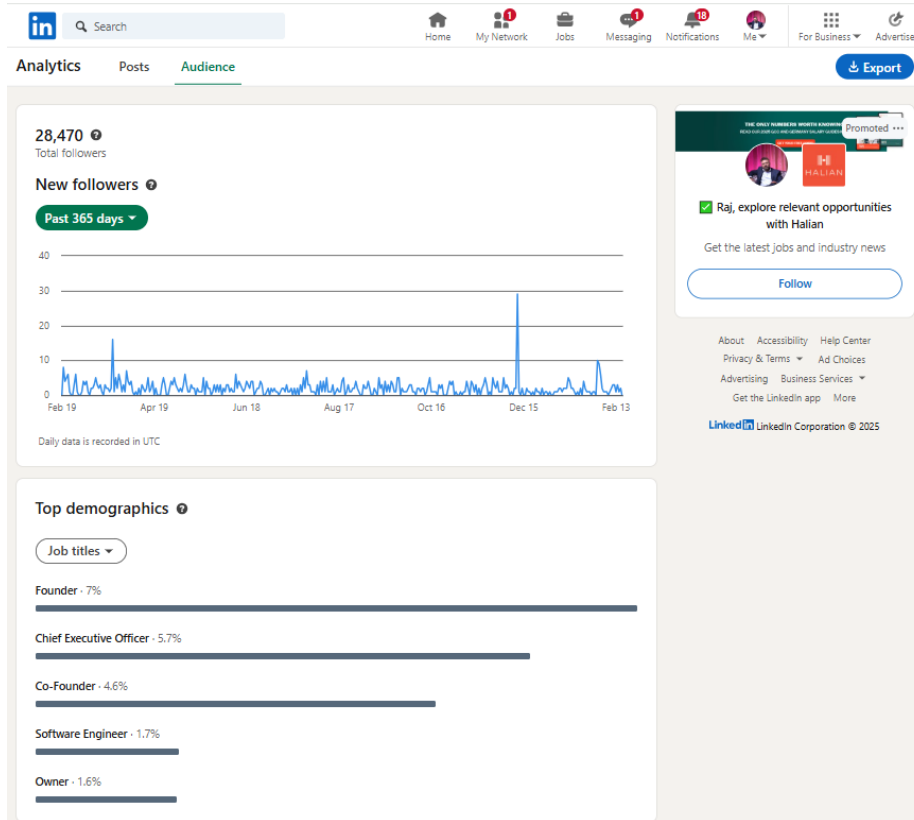 in
Search
Home
1
My Network
Jobs
1
Messaging
18
Notifications
Me
For Business
Advertise
Analytics
Posts
Audience
Export
28,470
Total followers
New followers
Past 365 days
40
30
20
10
0
Feb 19
Apr 19
Jun 18
Aug 17
Oct 16
Dec 15
Feb 13
Daily data is recorded in UTC
Top demographics
Job titles
Founder · 7%
Chief Executive Officer · 5.7%
Co-Founder · 4.6%
Software Engineer · 1.7%
Owner · 1.6%
THE ONLY NUMBERS WORTH KNOWING
Promoted
HALIAN
✅ Raj, explore relevant opportunities
with Halian
Get the latest jobs and industry news
Follow
About Accessibility Help Center
Privacy & Terms Ad Choices
Advertising Business Services
Get the LinkedIn app More
LinkedIn LinkedIn Corporation © 2025